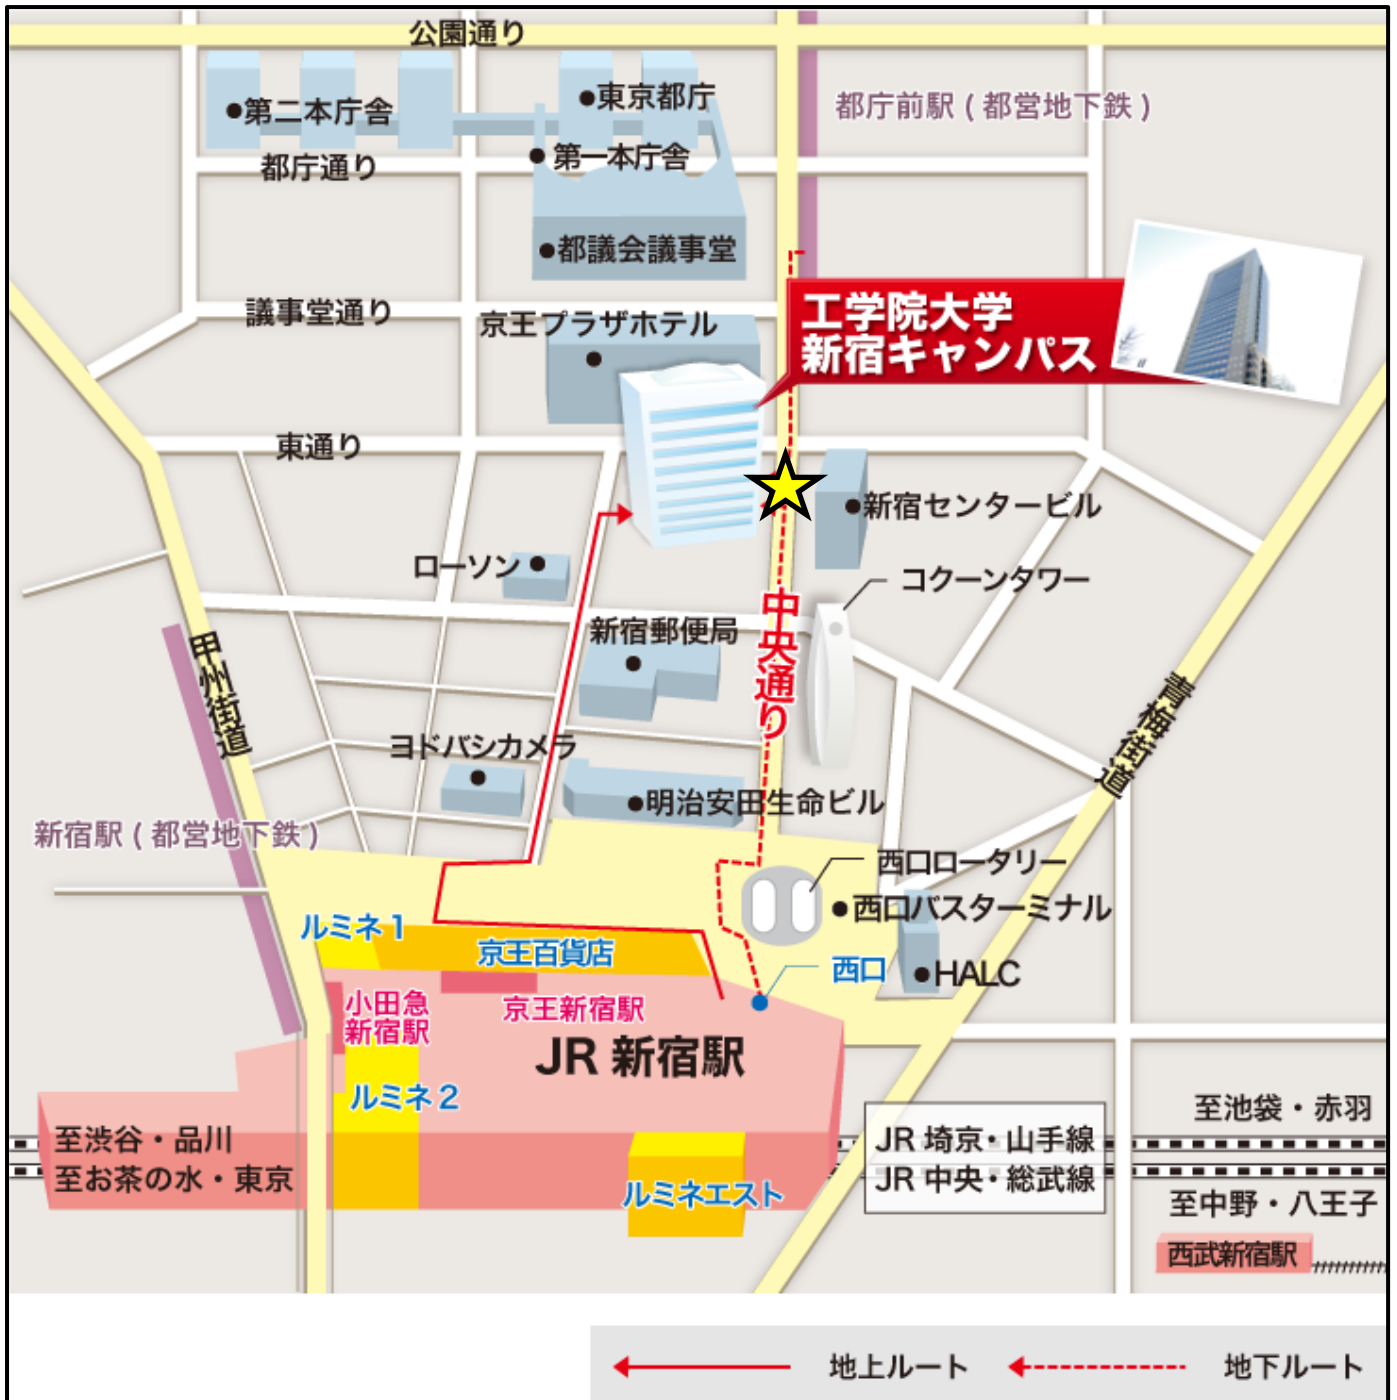 公園通り
●第二本庁舎
●東京都庁
都庁前駅 ( 都営地下鉄 )
● 第一本庁舎
都庁通り
●都議会議事堂
議事堂通り
京王プラザホテル
工学院大学
新宿キャンパス
東通り
●新宿センタービル
ローソン
コクーンタワー
中央通り
新宿郵便局
甲州街道
青梅街道
ヨドバシカメラ
●明治安田生命ビル
新宿駅 ( 都営地下鉄 )
西口ロータリー
●西口バスターミナル
ルミネ 1
京王百貨店
西口
●HALC
小田急
新宿駅
京王新宿駅
JR 新宿駅
ルミネ 2
至池袋・赤羽
至渋谷・品川
至お茶の水・東京
JR 埼京・山手線
JR 中央・総武線
ルミネエスト
至中野・八王子
西武新宿駅
地上ルート
地下ルート